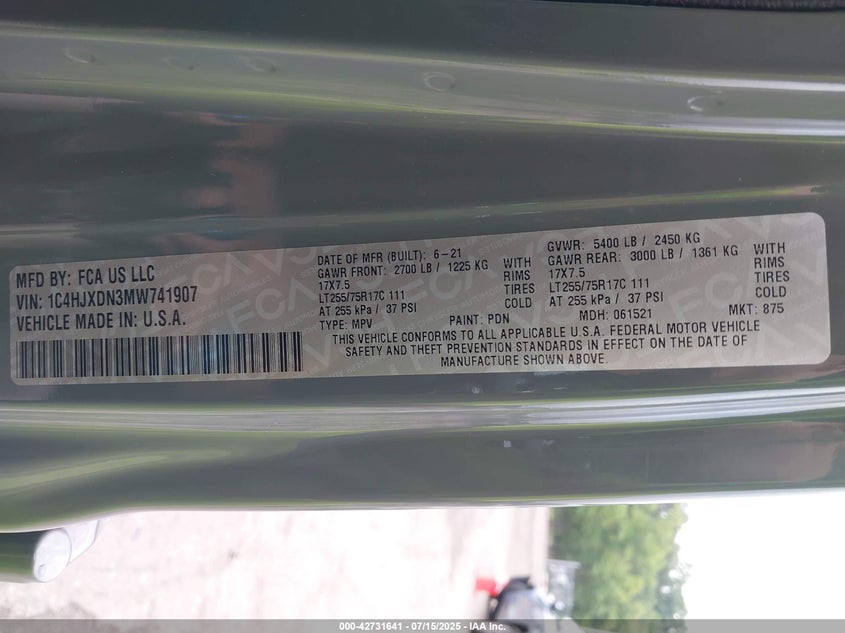 MFD BY: FCA US LLC
VIN: 1C4HJXDN3MW741907
VEHICLE MADE IN: U.S.A.
DATE OF MFR (BUILT): 6-21
GAWR FRONT: 2700 LB / 1225 KG WITH
17X7.5 RIMS
LT255/75R17C 111 TIRES
AT 255 kPa / 37 PSI COLD
GVWR: 5400 LB / 2450 KG
GAWR REAR: 3000 LB / 1361 KG WITH
17X7.5 RIMS
LT255/75R17C 111 TIRES
AT 255 kPa / 37 PSI COLD
TYPE: MPV PAINT: PDN MDH: 061521 MKT: 875
THIS VEHICLE CONFORMS TO ALL APPLICABLE U.S.A. FEDERAL MOTOR VEHICLE
SAFETY AND THEFT PREVENTION STANDARDS IN EFFECT ON THE DATE OF
MANUFACTURE SHOWN ABOVE.
000-42731641 - 07/15/2025 - IAA Inc.